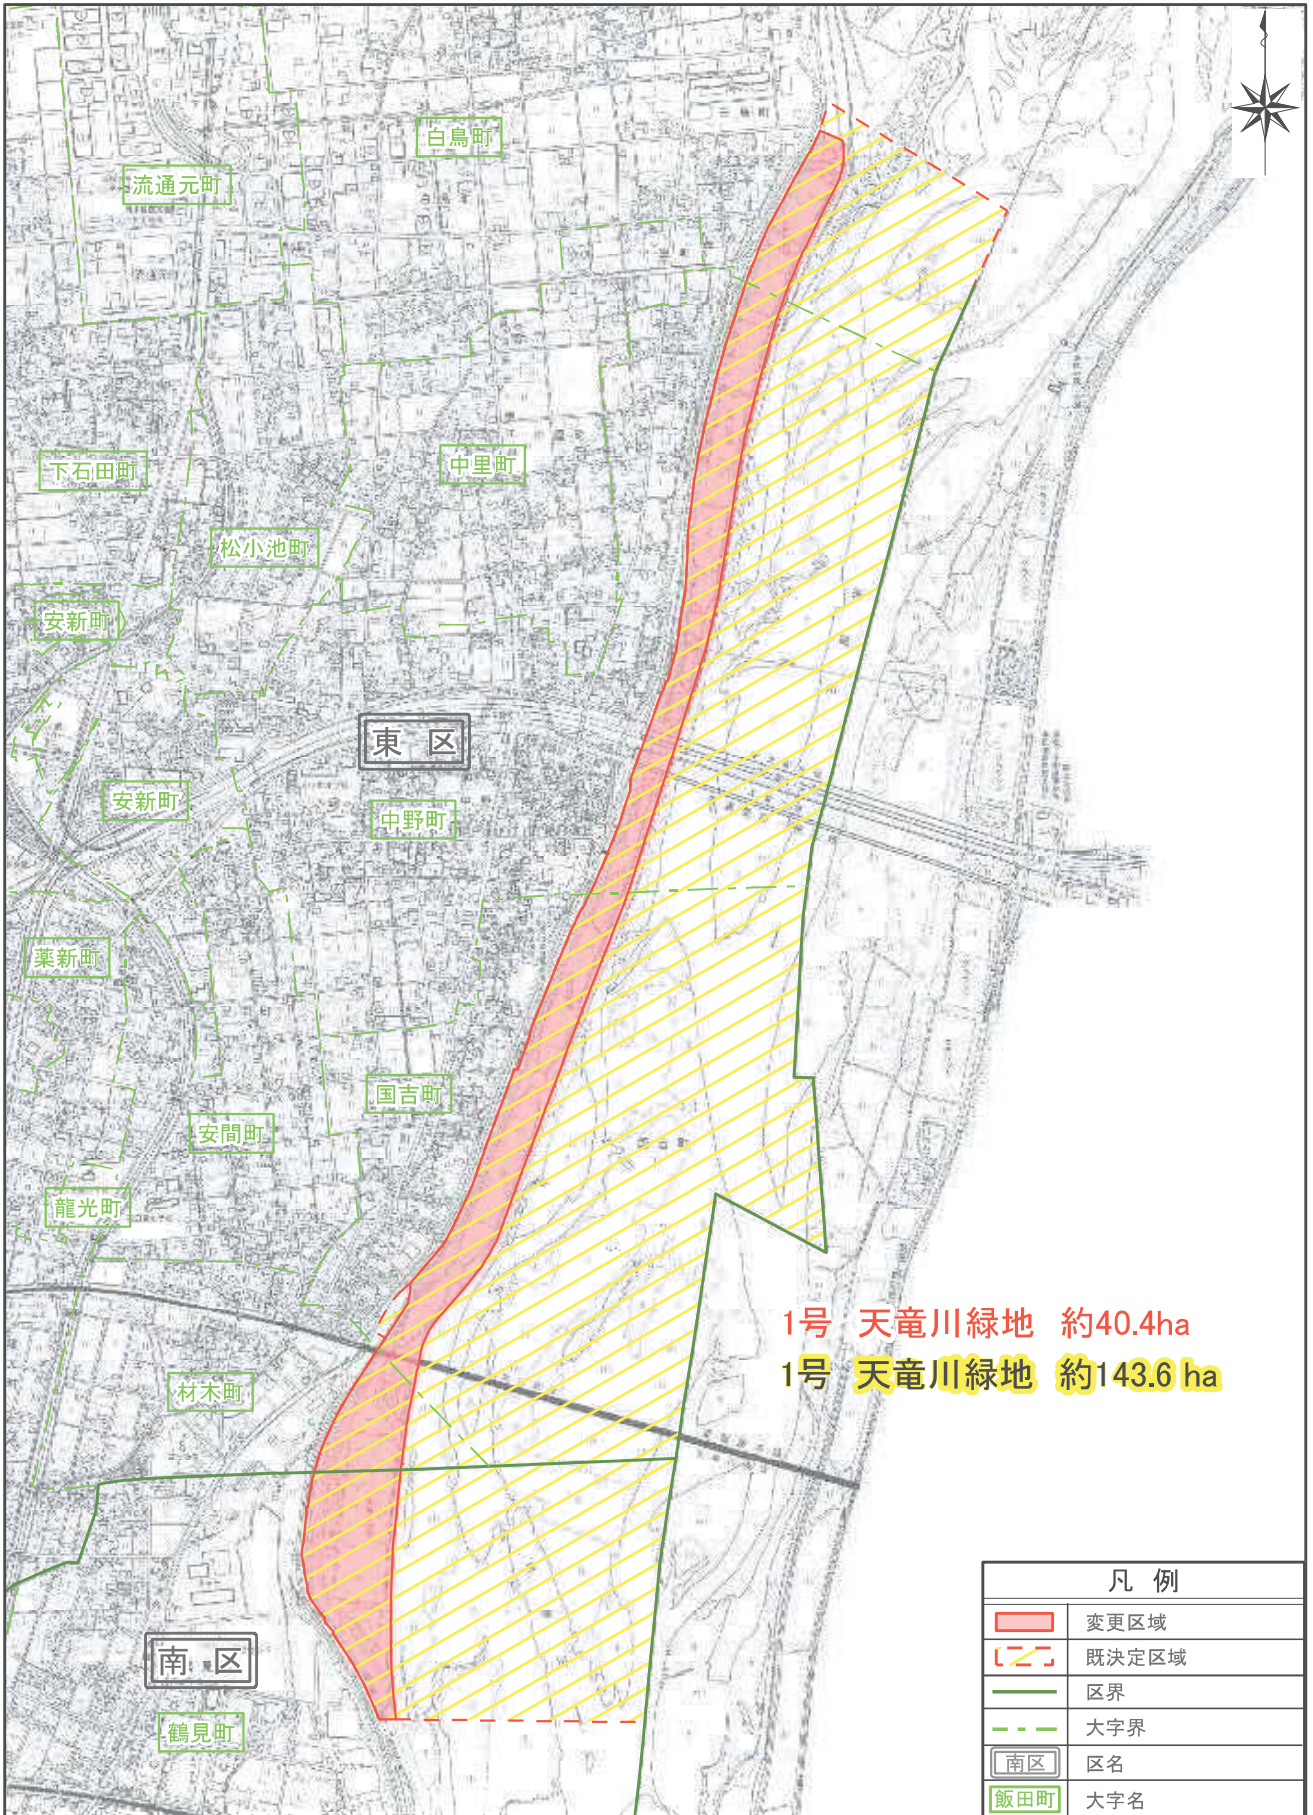 白鳥町
流通元町
下石田町
中里町
松小池町
安新町
東 区
安新町
中野町
薬新町
国吉町
安間町
龍光町
1号 天竜川緑地 約40.4ha
1号 天竜川緑地 約143.6 ha
材木町
南 区
鶴見町
凡 例
変更区域
既決定区域
区界
大字界
南区 区名
飯田町 大字名